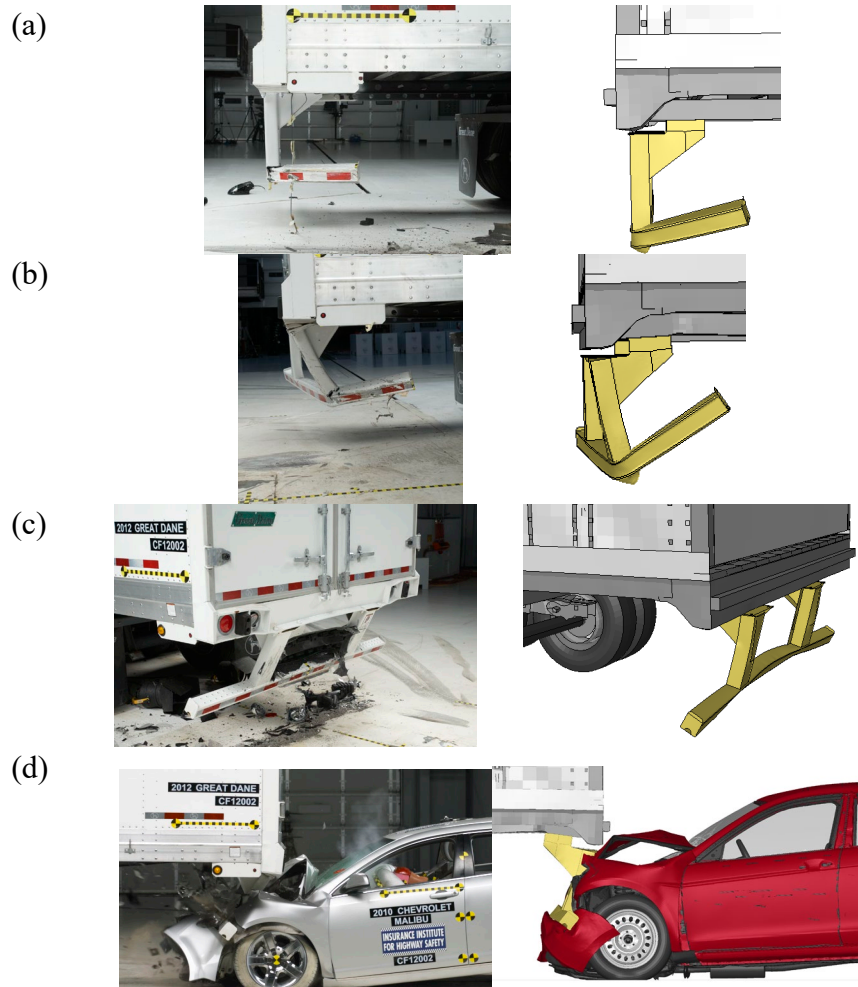 (a)
(b)
(c)
2012 GREAT DANE
CF12002
(d)
2012 GREAT DANE
CF12002
2010 CHEVROLET
MALIBU
INSURANCE INSTITUTE
FOR HIGHWAY SAFETY
CF12002